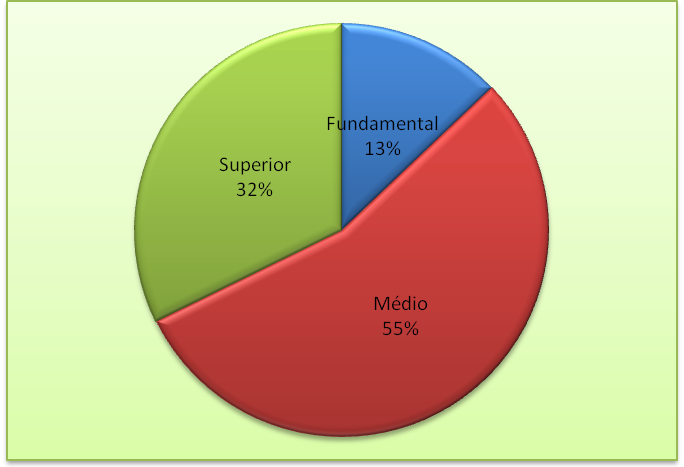 Fundamental
13%
Superior
32%
Médio
55%